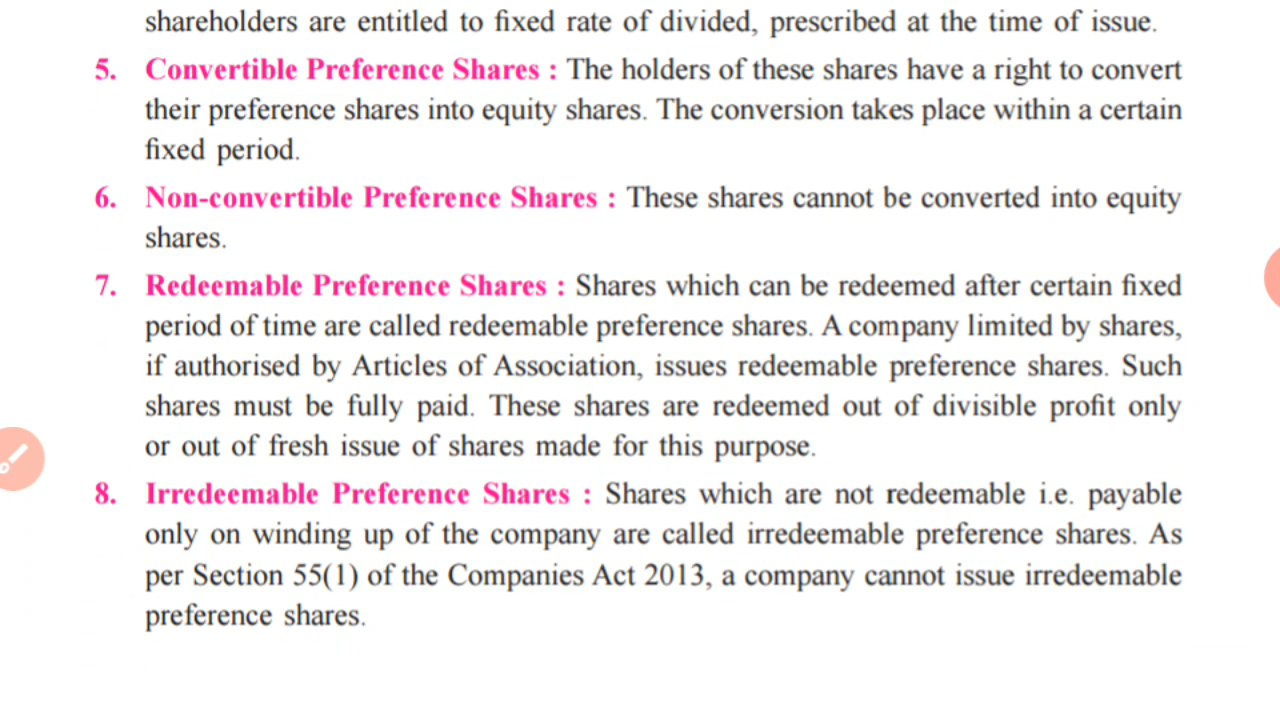 shareholders are entitled to fixed rate of divided, prescribed at the time of issue.
5. Convertible Preference Shares : The holders of these shares have a right to convert
their preference shares into equity shares. The conversion takes place within a certain
fixed period.
6. Non-convertible Preference Shares : These shares cannot be converted into equity
shares.
7. Redeemable Preference Shares : Shares which can be redeemed after certain fixed
period of time are called redeemable preference shares. A company limited by shares,
if authorised by Articles of Association, issues redeemable preference shares. Such
shares must be fully paid. These shares are redeemed out of divisible profit only
or out of fresh issue of shares made for this purpose.
8. Irredeemable Preference Shares : Shares which are not redeemable i.e. payable
only on winding up of the company are called irredeemable preference shares. As
per Section 55(1) of the Companies Act 2013, a company cannot issue irredeemable
preference shares.